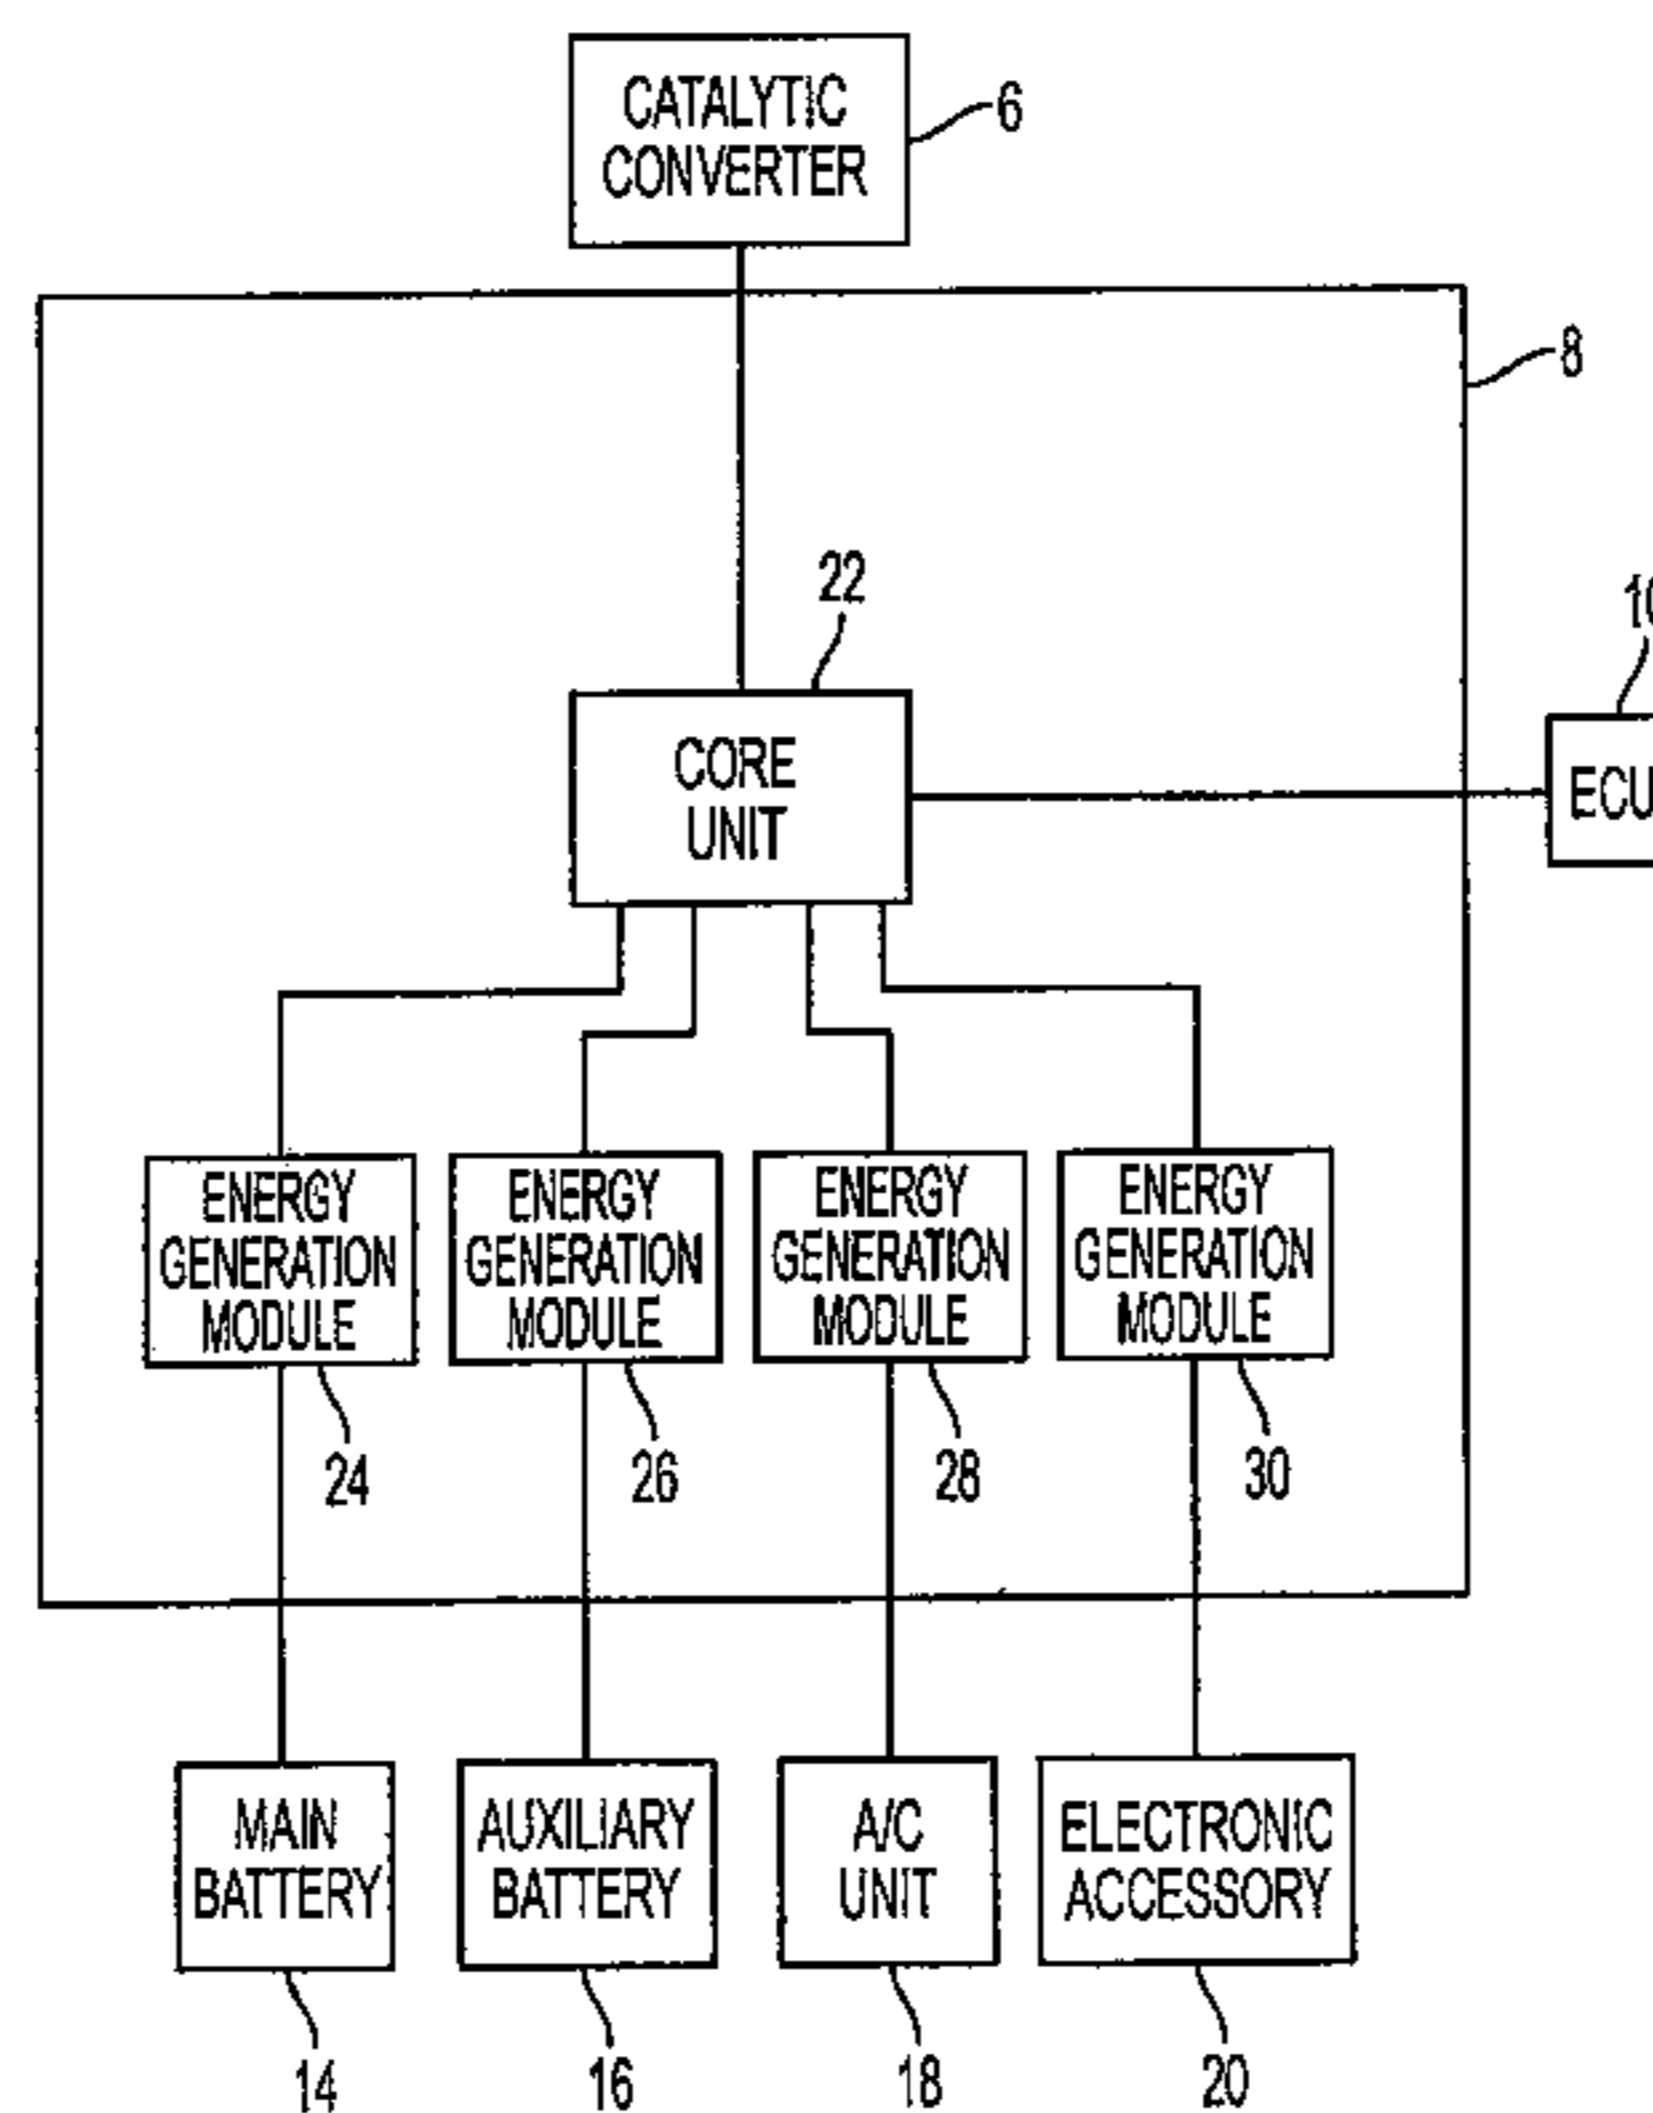 CATALYTIC
CONVERTER
6
8
22
CORE
UNIT
ECU
ENERGY
GENERATION
MODULE
24
ENERGY
GENERATION
MODULE
26
ENERGY
GENERATION
MODULE
28
ENERGY
GENERATION
MODULE
30
MAIN
BATTERY
14
AUXILIARY
BATTERY
16
A/C
UNIT
18
ELECTRONIC
ACCESSORY
20